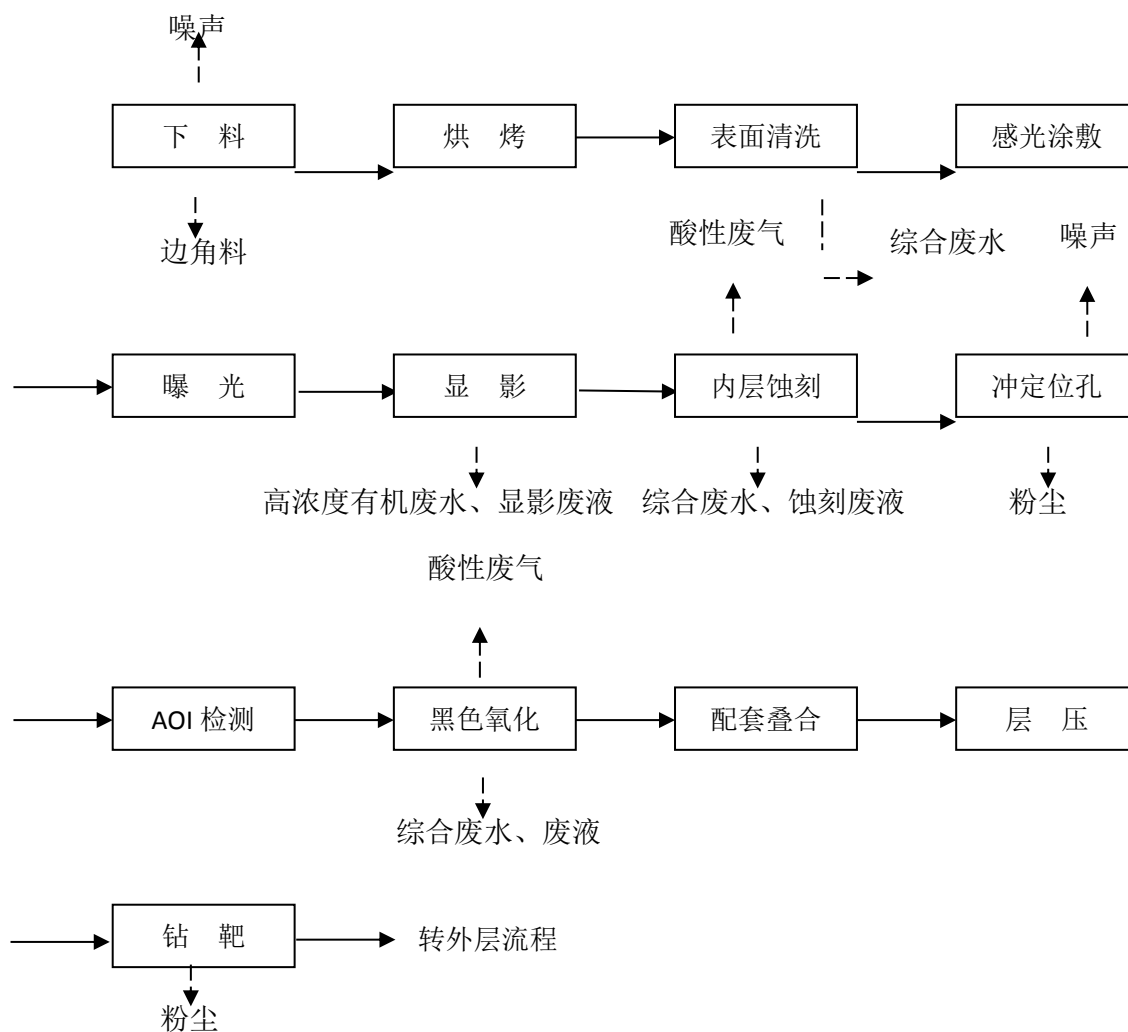 噪声
下 料 烘 烤 表面清洗 感光涂敷
边角料 酸性废气 综合废水 噪声
曝 光 显 影 内层蚀刻 冲定位孔
高浓度有机废水、显影废液 综合废水、蚀刻废液 粉尘
酸性废气
AOI 检测 黑色氧化 配套叠合 层 压
综合废水、废液
钻 靶 转外层流程
粉尘